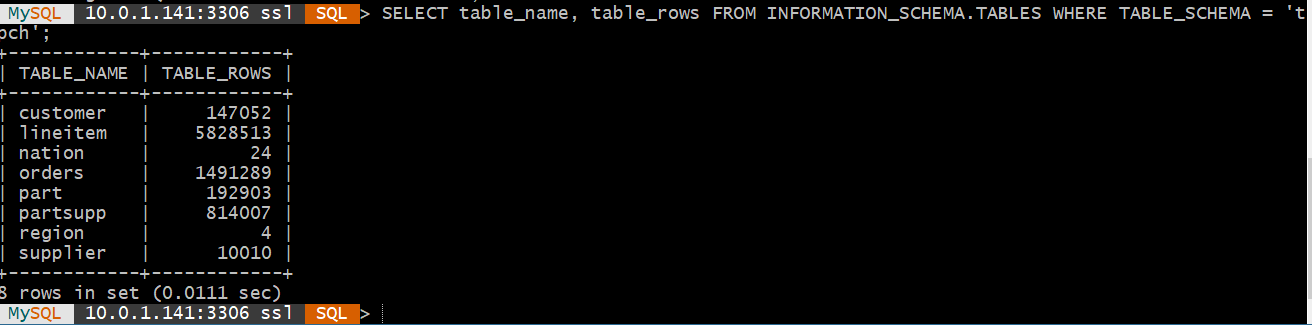 MySQL 10.0.1.141:3306 ssl SQL > SELECT table_name, table_rows FROM INFORMATION_SCHEMA.TABLES WHERE TABLE_SCHEMA = 't
pch';
+------------+------------+
| TABLE_NAME | TABLE_ROWS |
+------------+------------+
| customer   |     147052 |
| lineitem   |    5828513 |
| nation     |         24 |
| orders     |    1491289 |
| part       |     192903 |
| partsupp   |     814007 |
| region     |          4 |
| supplier   |      10010 |
+------------+------------+
8 rows in set (0.0111 sec)
MySQL 10.0.1.141:3306 ssl SQL >